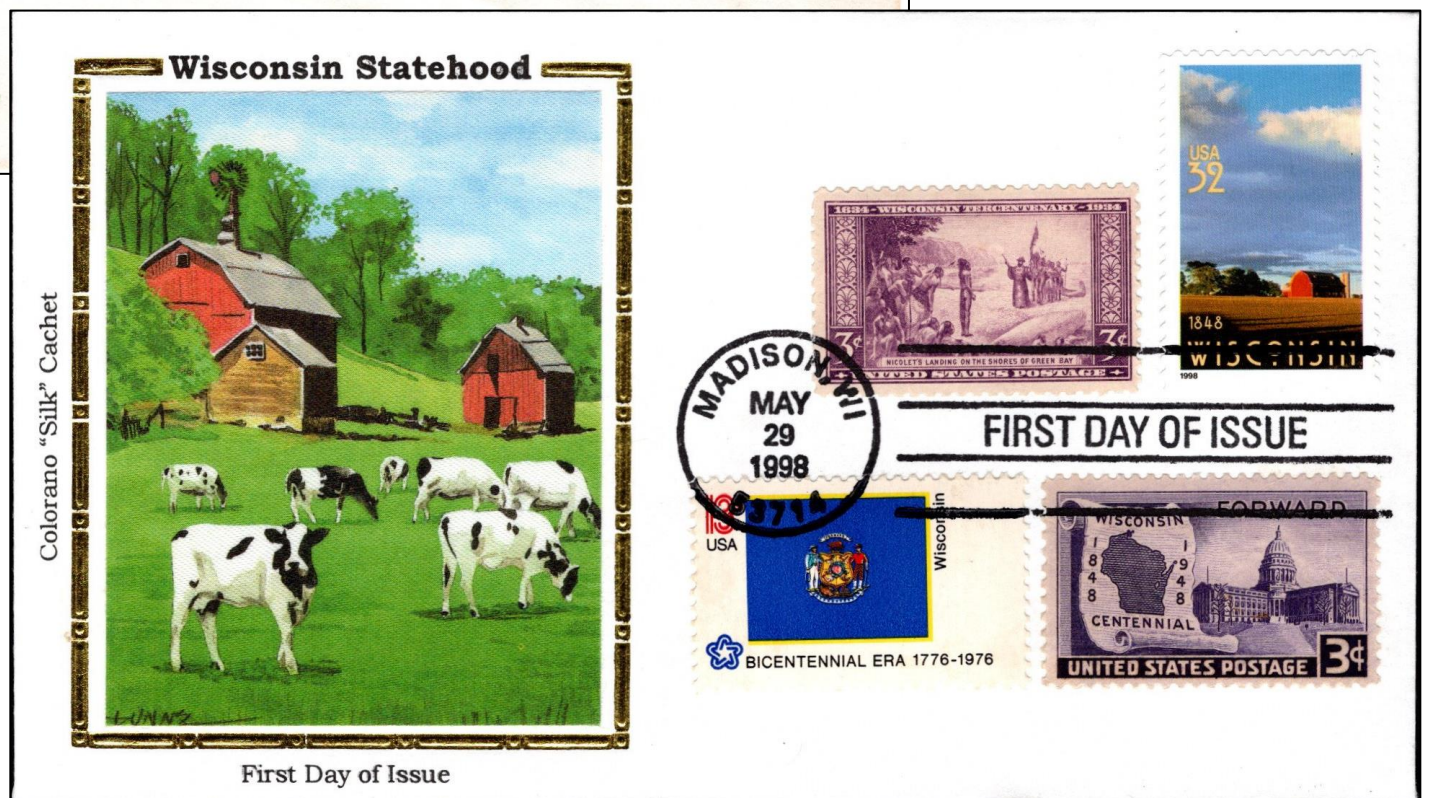 Wisconsin Statehood
Colorano "Silk" Cachet
LUNNZ
First Day of Issue
USA
32
1848
WISCONSIN
1998
1634-WISCONSIN TERCENTENARY-1934
3¢ 3¢
NICOLET'S LANDING ON THE SHORES OF GREEN BAY
UNITED STATES POSTAGE
MADISON, WI
MAY
29
1998
53714
FIRST DAY OF ISSUE
13
USA
Wisconsin
BICENTENNIAL ERA 1776-1976
FORWARD
WISCONSIN
1848 1948
CENTENNIAL
UNITED STATES POSTAGE 3¢